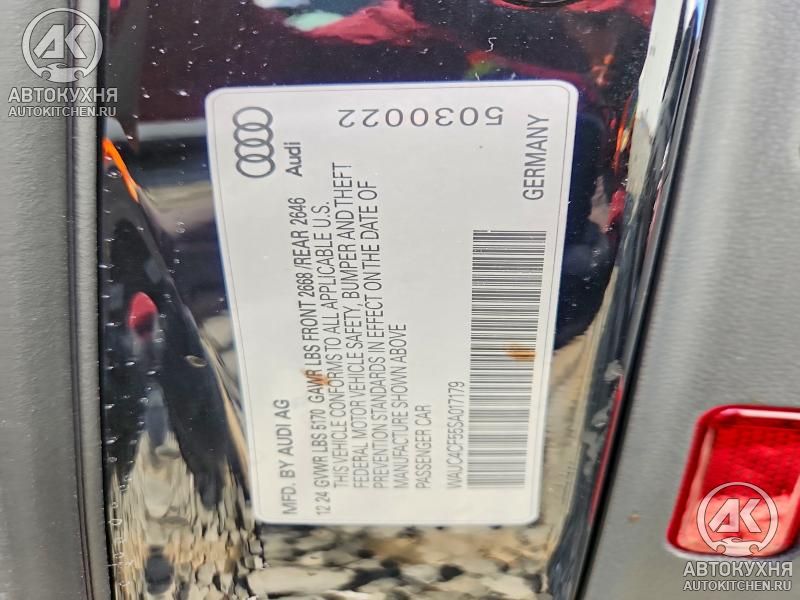 АВТОКУХНЯ
AUTOKITCHEN.RU
Audi
5030022
MFD. BY AUDI AG
12 24 GVWR LBS 5170 GAWR LBS FRONT 2668 /REAR 2646
THIS VEHICLE CONFORMS TO ALL APPLICABLE U.S.
FEDERAL MOTOR VEHICLE SAFETY, BUMPER AND THEFT
PREVENTION STANDARDS IN EFFECT ON THE DATE OF
MANUFACTURE SHOWN ABOVE
PASSENGER CAR
WAUC4CF55SA07179
GERMANY
АВТОКУХНЯ
AUTOKITCHEN.RU